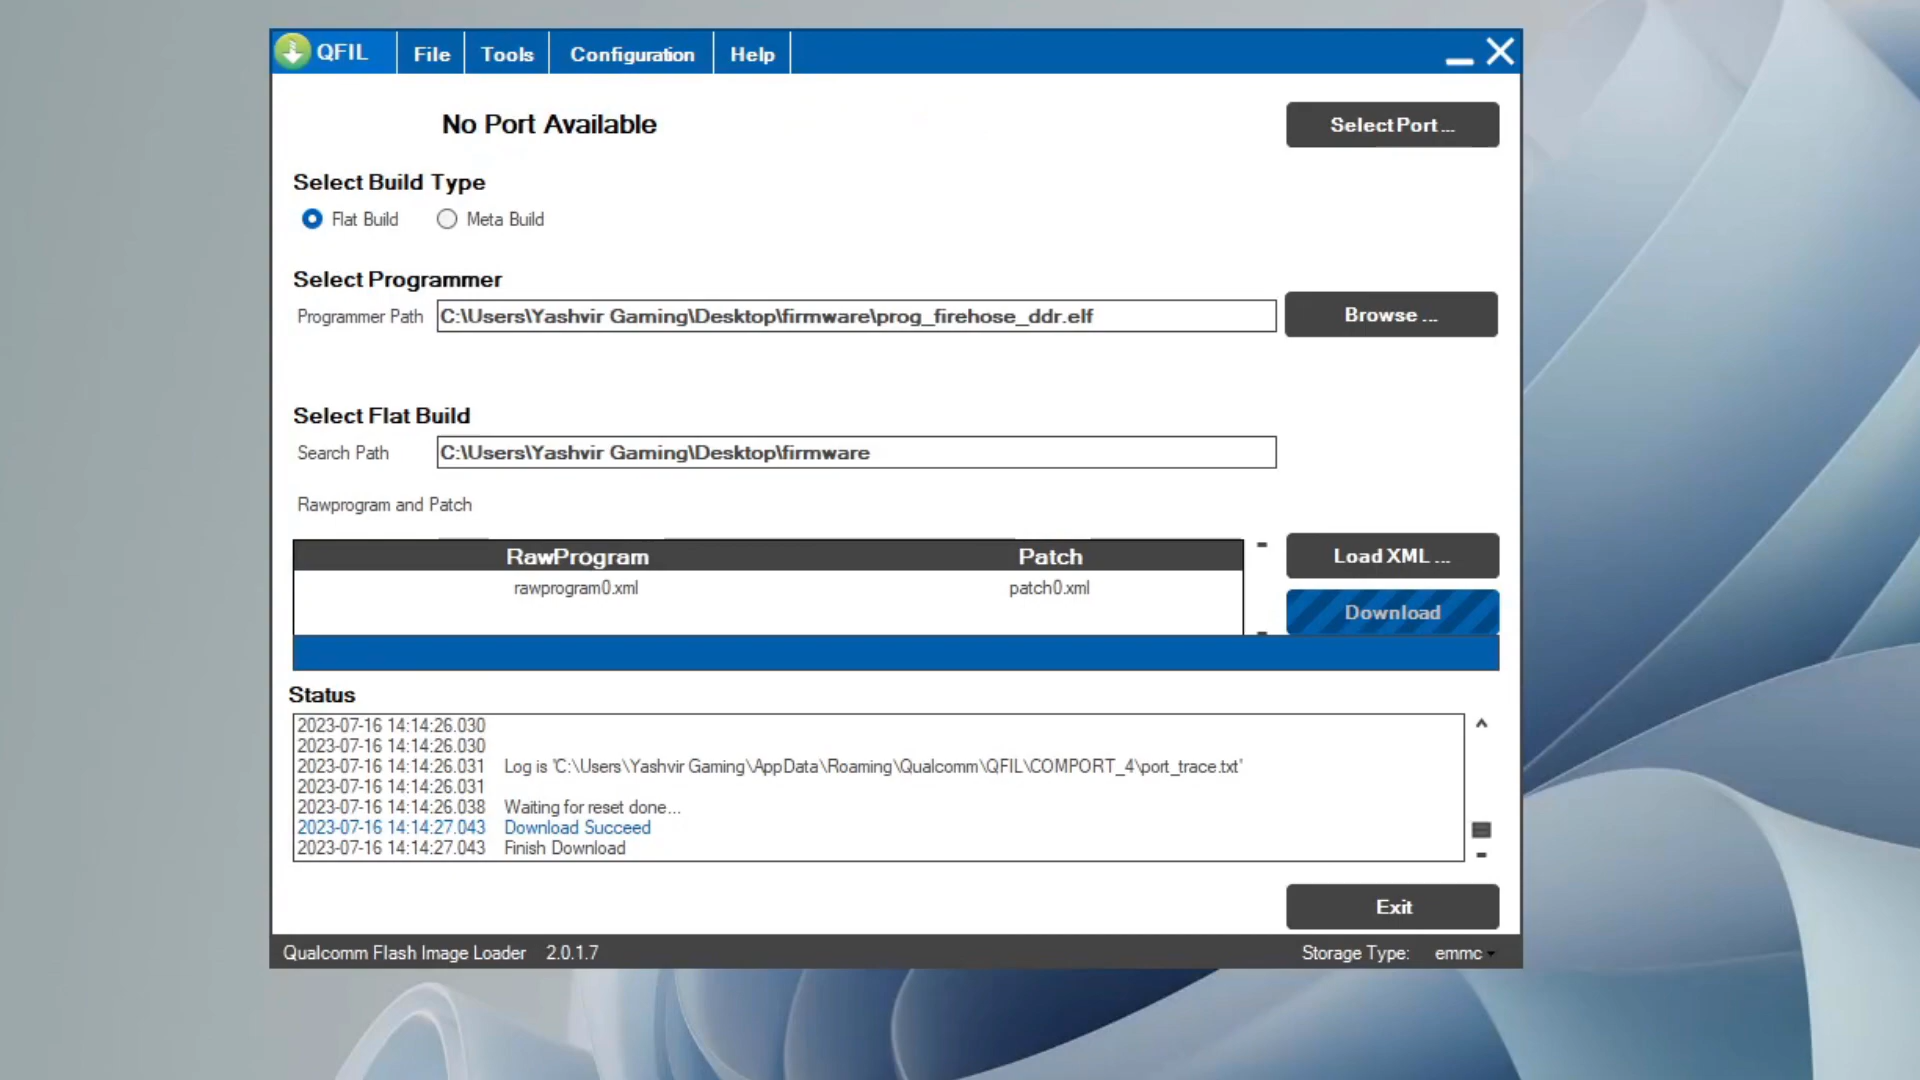 QFIL File Tools Configuration Help
No Port Available
Select Port ...
Select Build Type
Flat Build Meta Build
Select Programmer
Programmer Path C:\Users\Yashvir Gaming\Desktop\firmware\prog_firehose_ddr.elf Browse ...
Select Flat Build
Search Path C:\Users\Yashvir Gaming\Desktop\firmware
Rawprogram and Patch
RawProgram Patch
Load XML ...
rawprogram0.xml patch0.xml
Download
Status
2023-07-16 14:14:26.030
2023-07-16 14:14:26.030
2023-07-16 14:14:26.031 Log is 'C:\Users\Yashvir Gaming\AppData\Roaming\Qualcomm\QFIL\COMPORT_4\port_trace.txt'
2023-07-16 14:14:26.031
2023-07-16 14:14:26.038 Waiting for reset done...
2023-07-16 14:14:27.043 Download Succeed
2023-07-16 14:14:27.043 Finish Download
Exit
Qualcomm Flash Image Loader 2.0.1.7 Storage Type: emmc